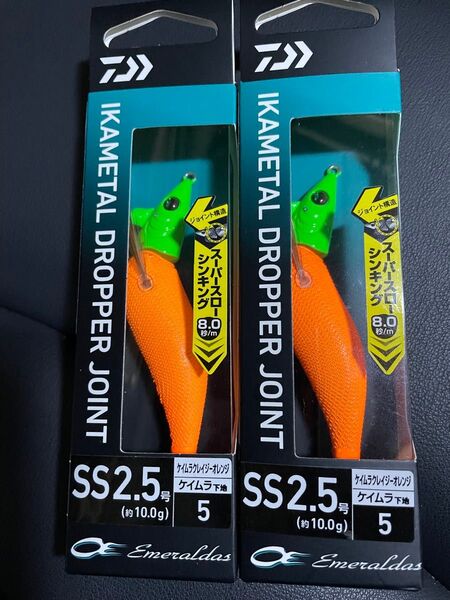 IKAMETAL DROPPER JOINT
ジョイント構造
スーパースロー
シンキング
8.0
秒/m
SS2.5号
(約10.0g)
ケイムラクレイジーオレンジ
ケイムラ下地
5
Emeraldas
IKAMETAL DROPPER JOINT
ジョイント構造
スーパースロー
シンキング
8.0
秒/m
SS2.5号
(約10.0g)
ケイムラクレイジーオレンジ
ケイムラ下地
5
Emeraldas